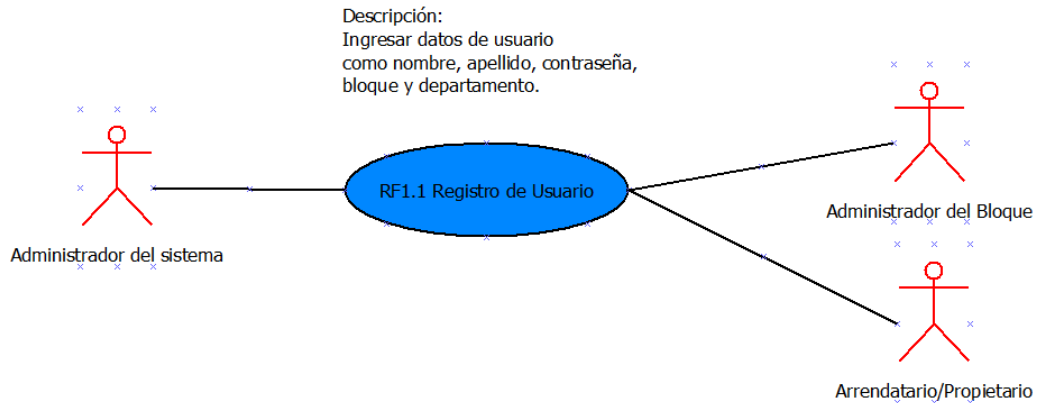 Descripción:
Ingresar datos de usuario
como nombre, apellido, contraseña,
bloque y departamento.
RF1.1 Registro de Usuario
Administrador del sistema
Administrador del Bloque
Arrendatario/Propietario